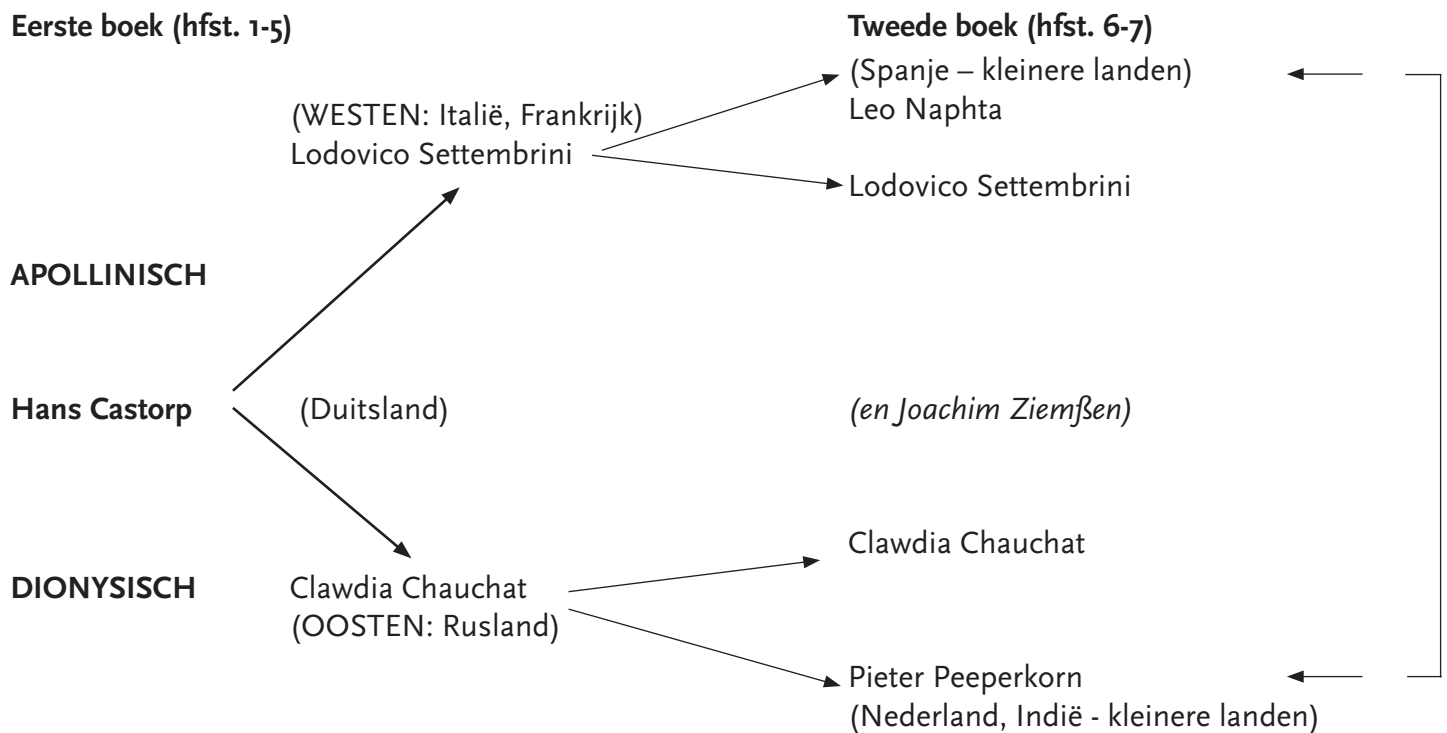 Eerste boek (hfst. 1-5)
Tweede boek (hfst. 6-7)
(Spanje – kleinere landen)
Leo Naphta
(WESTEN: Italië, Frankrijk)
Lodovico Settembrini
Lodovico Settembrini
APOLLINISCH
Hans Castorp
(Duitsland)
(en Joachim Ziemßen)
Clawdia Chauchat
DIONYSISCH
Clawdia Chauchat
(OOSTEN: Rusland)
Pieter Peeperkorn
(Nederland, Indië - kleinere landen)